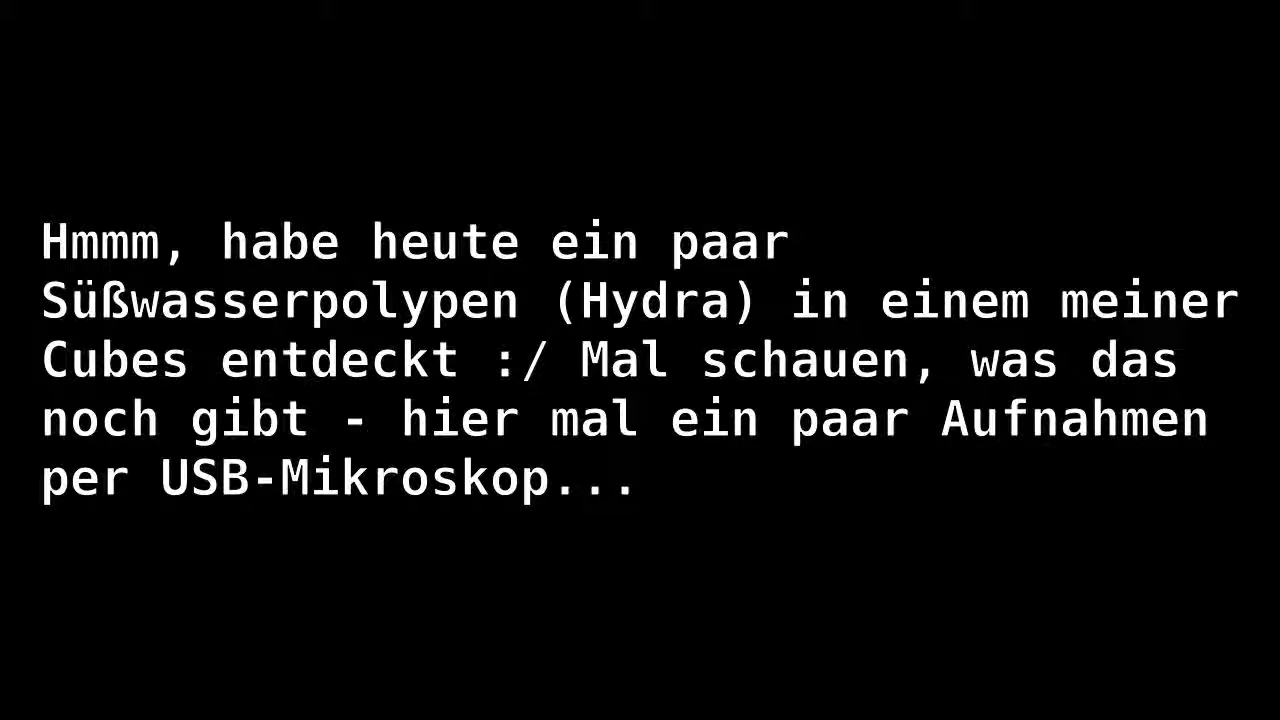 Hmmm, habe heute ein paar
Süßwasserpolypen (Hydra) in einem meiner
Cubes entdeckt :/ Mal schauen, was das
noch gibt - hier mal ein paar Aufnahmen
per USB-Mikroskop...